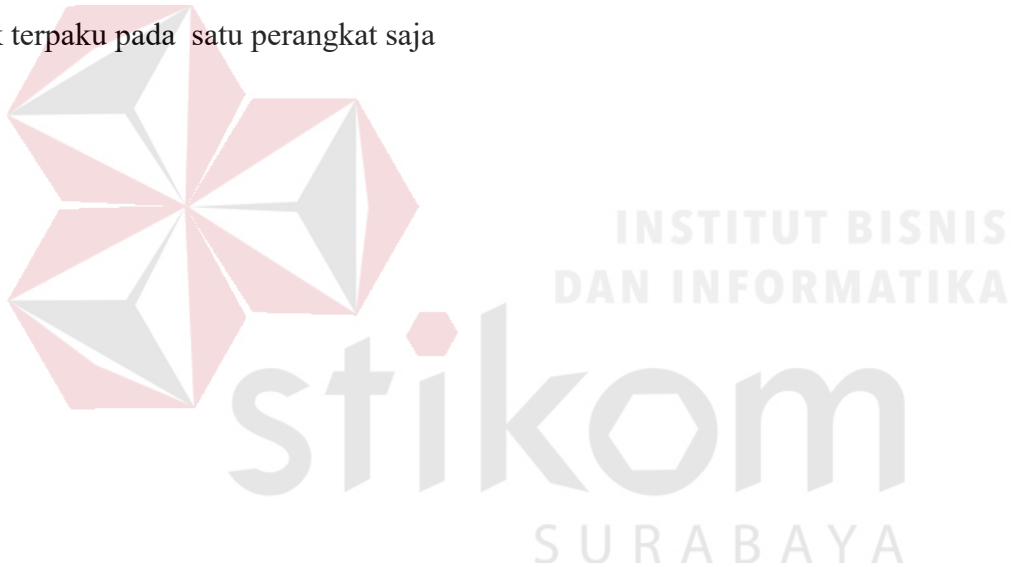 terpaku pada satu perangkat saja
INSTITUT BISNIS
DAN INFORMATIKA
stikom
SURABAYA